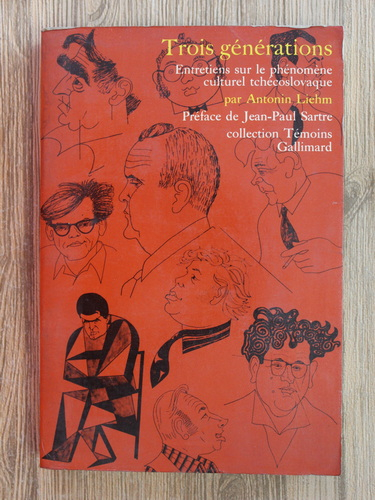 Trois générations
Entretiens sur le phénomène
culturel tchécoslovaque
par Antonin Liehm
Préface de Jean-Paul Sartre
collection Témoins
Gallimard